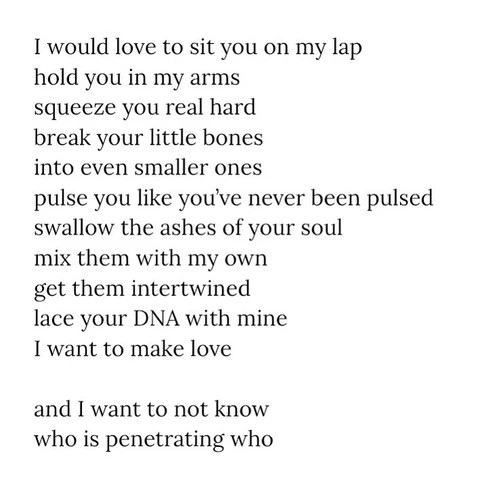 I would love to sit you on my lap
hold you in my arms
squeeze you real hard
break your little bones
into even smaller ones
pulse you like you’ve never been pulsed
swallow the ashes of your soul
mix them with my own
get them intertwined
lace your DNA with mine
I want to make love
and I want to not know
who is penetrating who